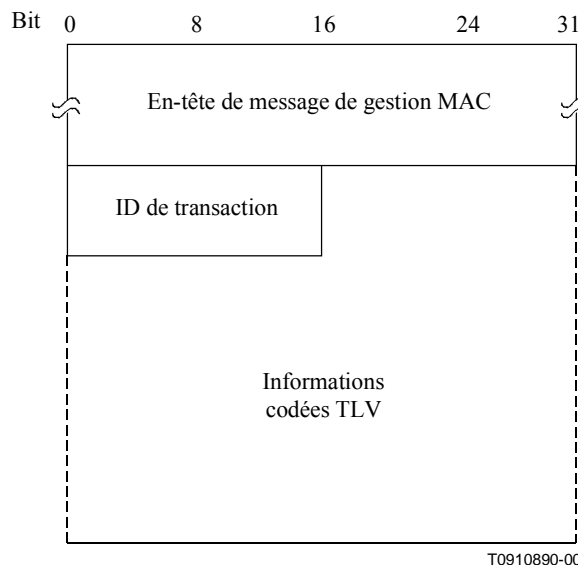 Bit 0 8 16 24 31
En-tête de message de gestion MAC
ID de transaction
Informations
codées TLV
T0910890-00